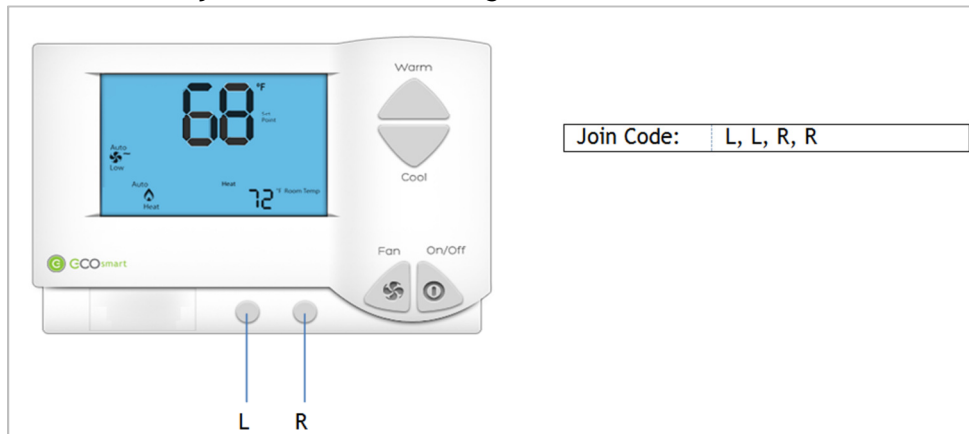 Warm
68 °F
Set
Point
Auto
Low
Auto
Heat
Heat
72 °F Room Temp
Cool
Join Code: L, L, R, R
Fan On/Off
ecosmart
L R